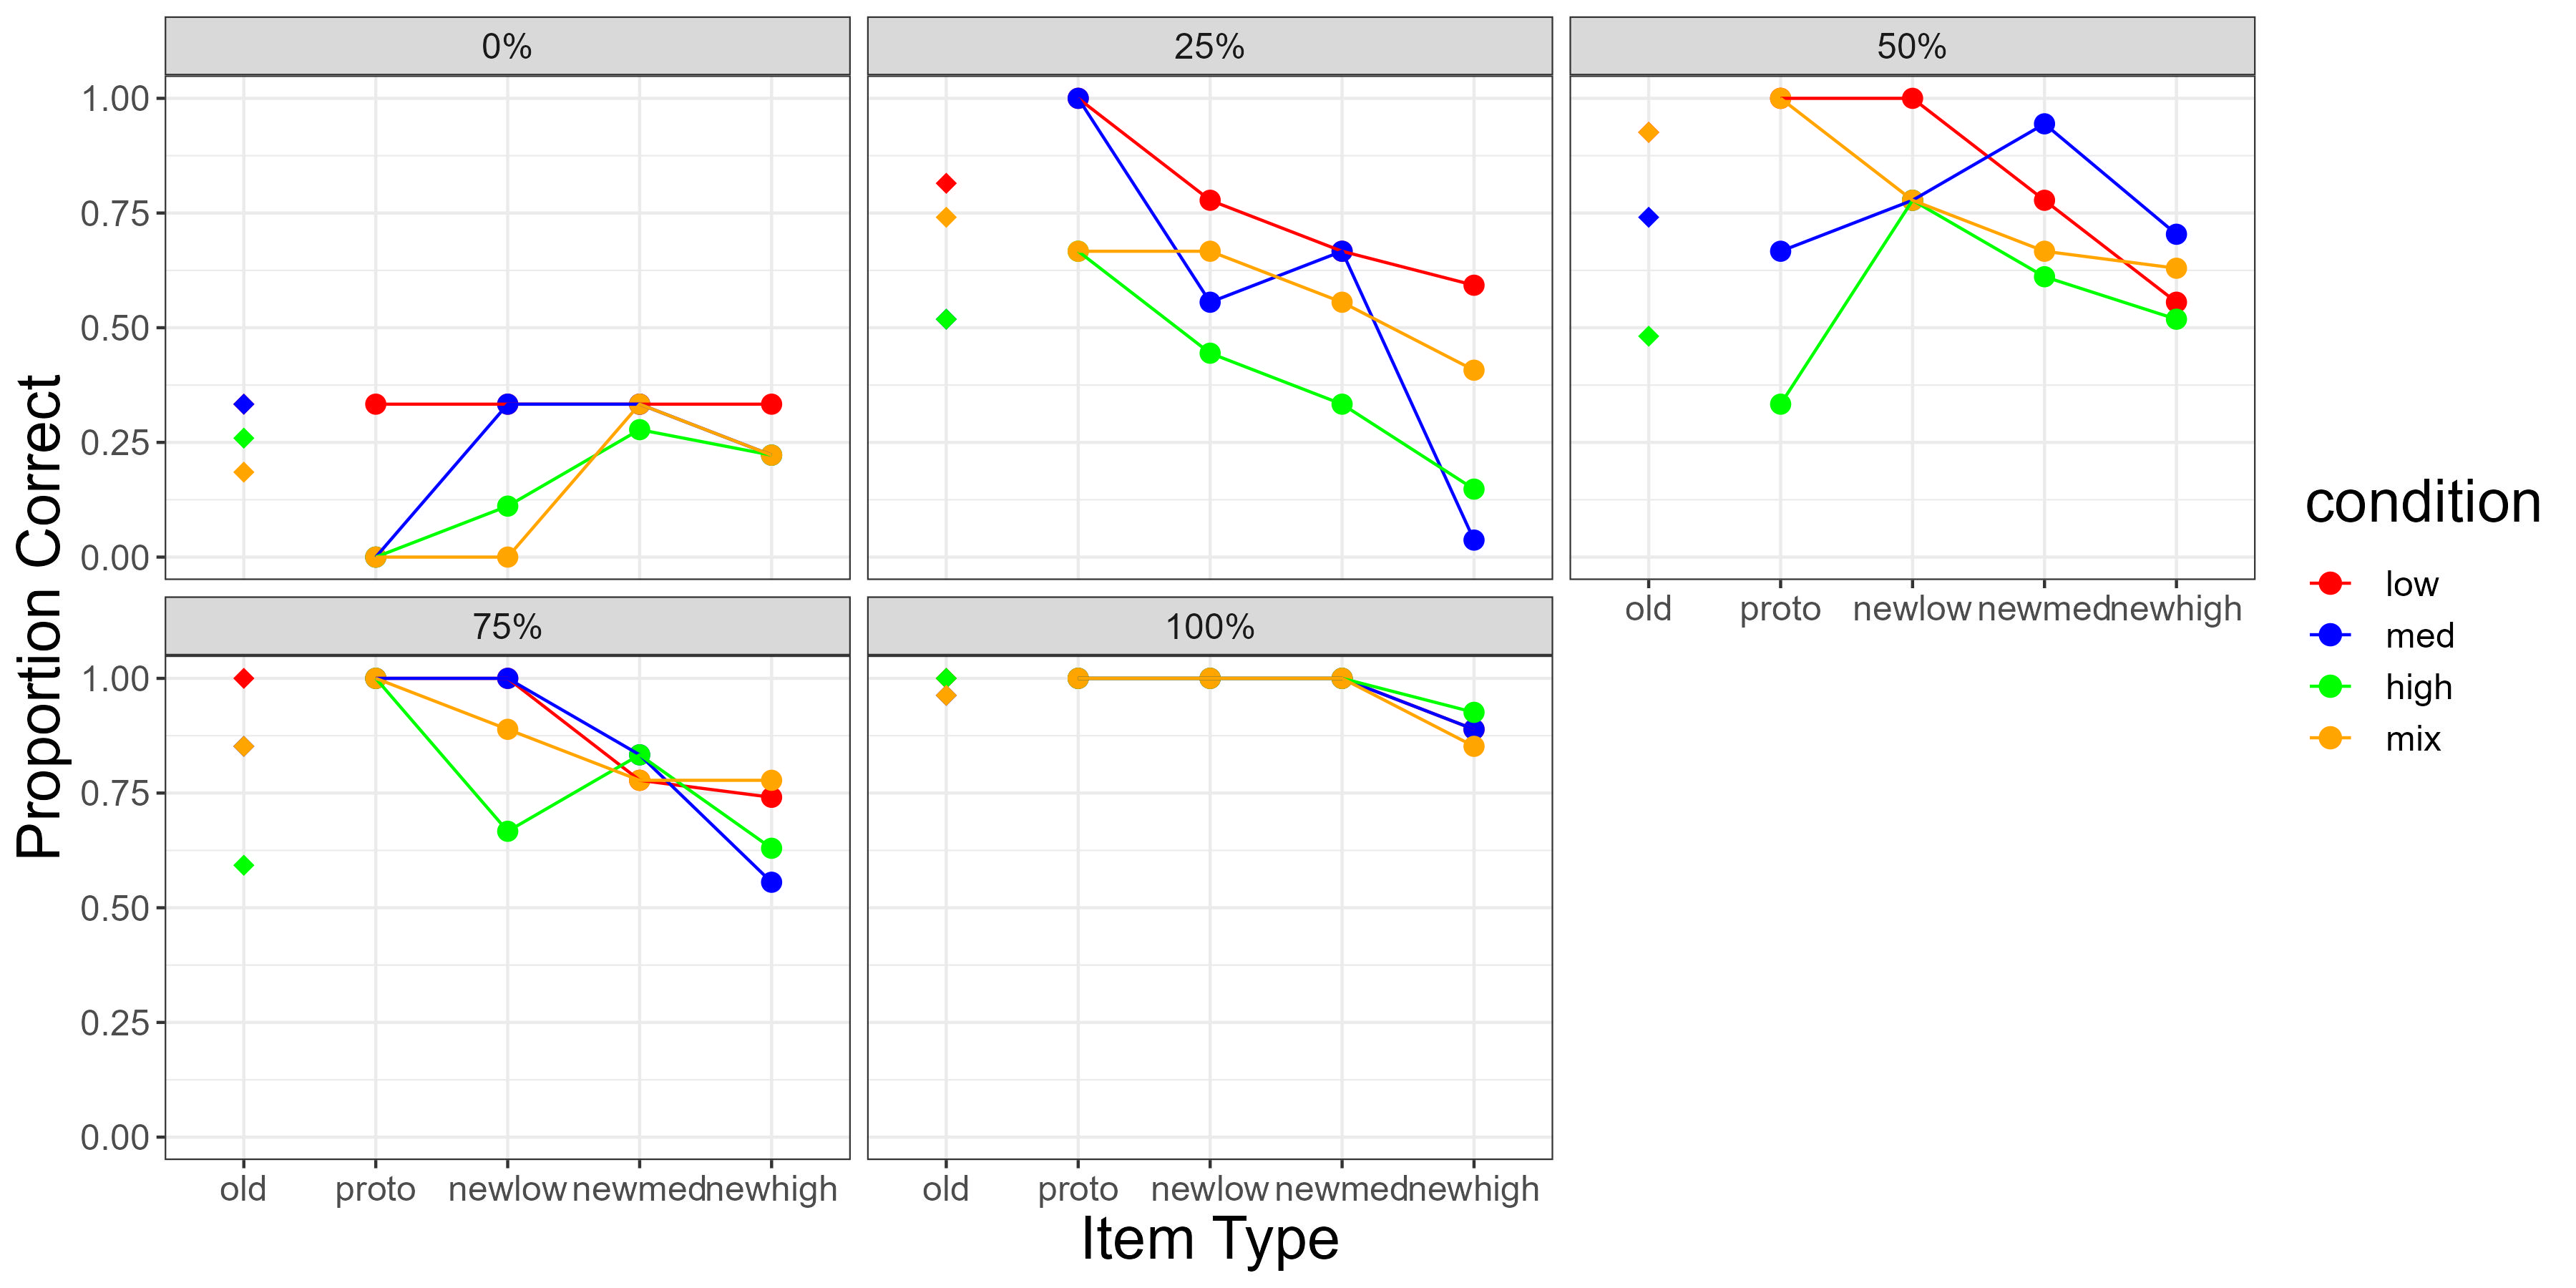 0%
25%
50%
1.00
0.75
0.50
0.25
0.00
old proto newlow newmed newhigh
75%
100%
1.00
0.75
0.50
0.25
0.00
old proto newlow newmed newhigh
old proto newlow newmed newhigh
Item Type
Proportion Correct
condition
low
med
high
mix